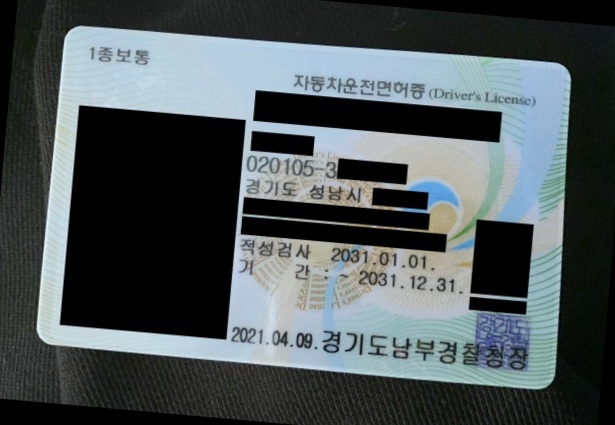 1종보통
자동차운전면허증 (Driver's License)
020105-3
경기도 성남시
적성검사 2031.01.01.
기 간 : ~ 2031.12.31.
2021.04.09. 경기도남부경찰청장